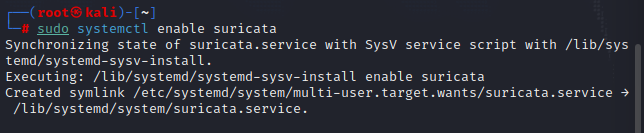 ┌──(root㉿kali)-[~]
└─# sudo systemctl enable suricata
Synchronizing state of suricata.service with SysV service script with /lib/sys
temd/systemd-sysv-install.
Executing: /lib/systemd/systemd-sysv-install enable suricata
Created symlink /etc/systemd/system/multi-user.target.wants/suricata.service →
 /lib/systemd/system/suricata.service.